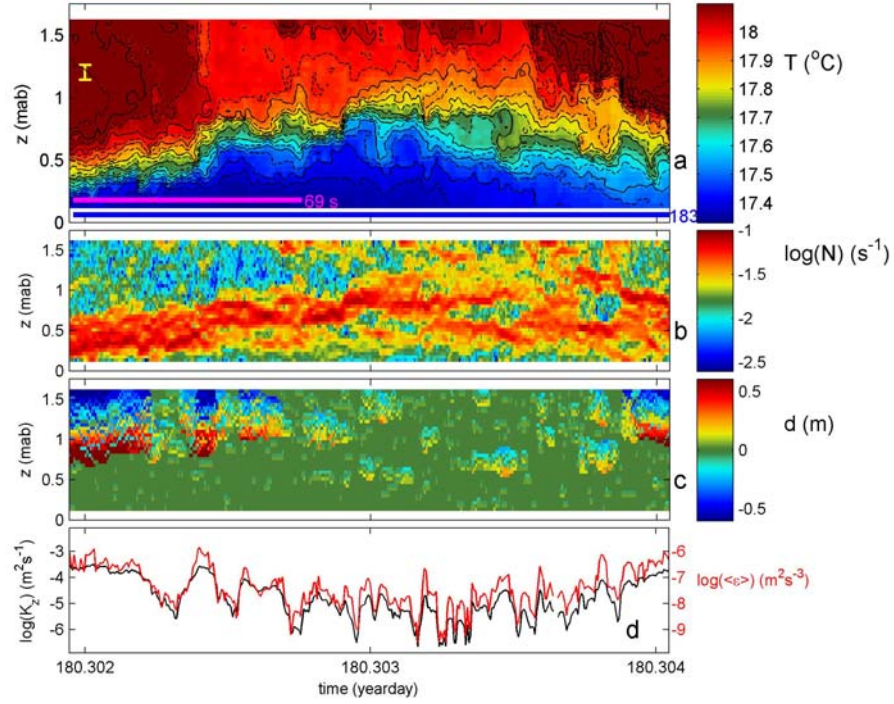 1.5
1
0.5
0
z (mab)
69 s
183
a
18
17.9
17.8
17.7
17.6
17.5
17.4
T (°C)
1.5
1
0.5
0
z (mab)
b
-1
-1.5
-2
-2.5
log(N) (s⁻¹)
1.5
1
0.5
0
z (mab)
c
0.5
0
-0.5
d (m)
-3
-4
-5
-6
log(K_Z) (m²s⁻¹)
d
-6
-7
-8
-9
log(<ε>) (m²s⁻³)
180.302 180.303 180.304
time (yearday)